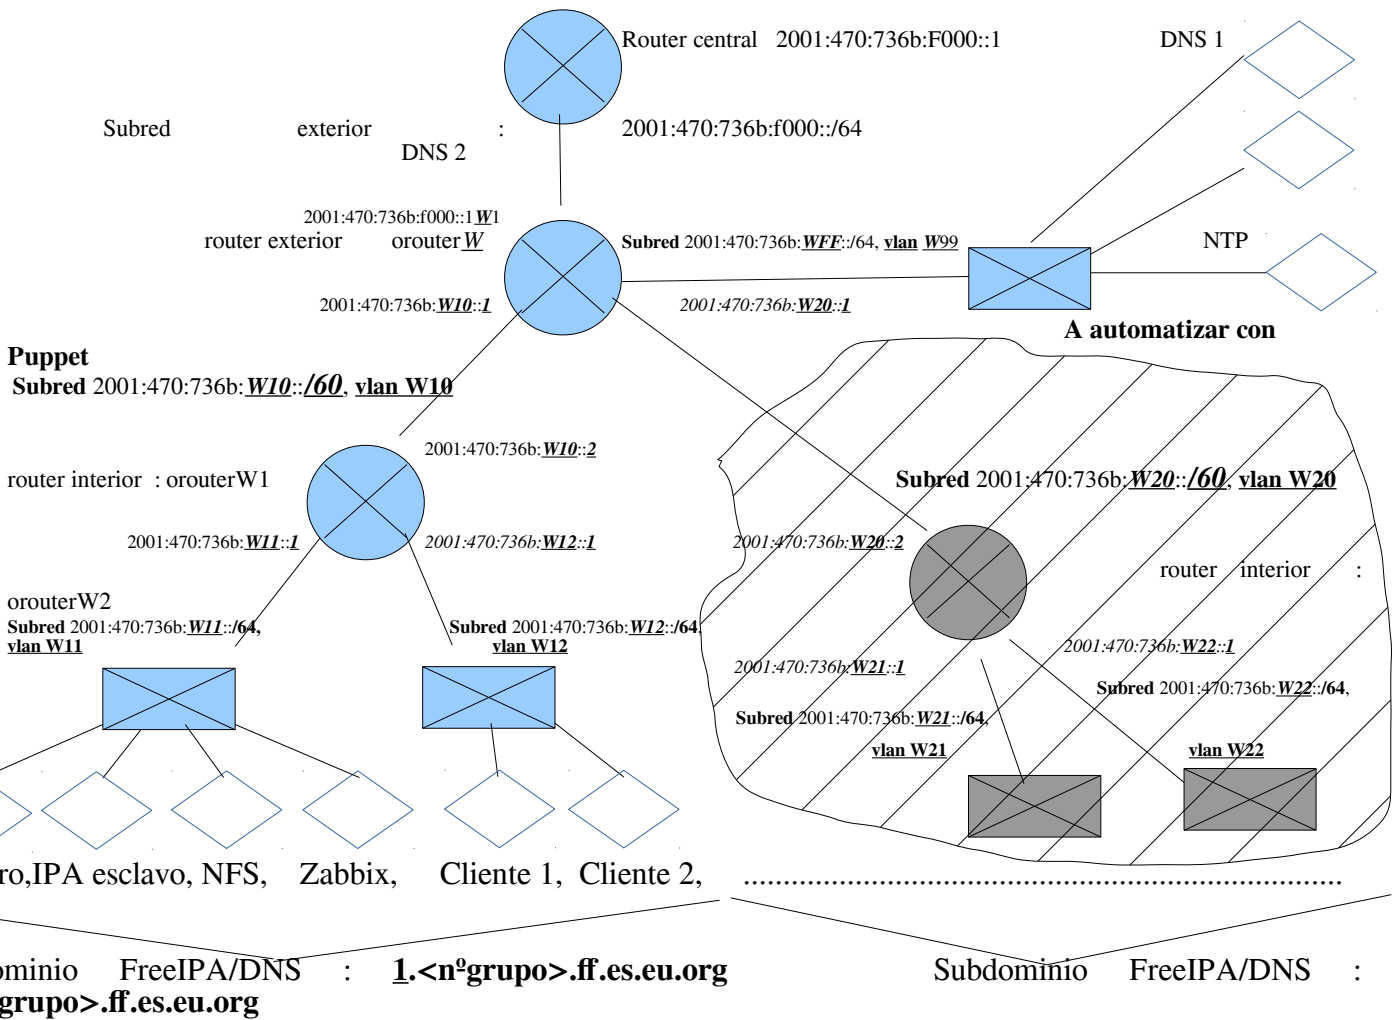 Router central 2001:470:736b:F000::1 DNS 1
Subred exterior : 2001:470:736b:f000::/64
DNS 2
2001:470:736b:f000::1W1
router exterior orouterW Subred 2001:470:736b:WFF::/64, vlan W99 NTP
2001:470:736b:W10::1 2001:470:736b:W20::1
A automatizar con
Puppet
Subred 2001:470:736b:W10::/60, vlan W10
2001:470:736b:W10::2
router interior : orouterW1 Subred 2001:470:736b:W20::/60, vlan W20
2001:470:736b:W11::1 2001:470:736b:W12::1 2001:470:736b:W20::2
router interior :
orouterW2
Subred 2001:470:736b:W11::/64, Subred 2001:470:736b:W12::/64,
vlan W11 vlan W12 2001:470:736b:W22::1
2001:470:736b:W21::1
Subred 2001:470:736b:W22::/64,
Subred 2001:470:736b:W21::/64,
vlan W21 vlan W22
ro,IPA esclavo, NFS, Zabbix, Cliente 1, Cliente 2, ..........................................................................
ominio FreeIPA/DNS : 1.<nºgrupo>.ff.es.eu.org Subdominio FreeIPA/DNS :
grupo>.ff.es.eu.org